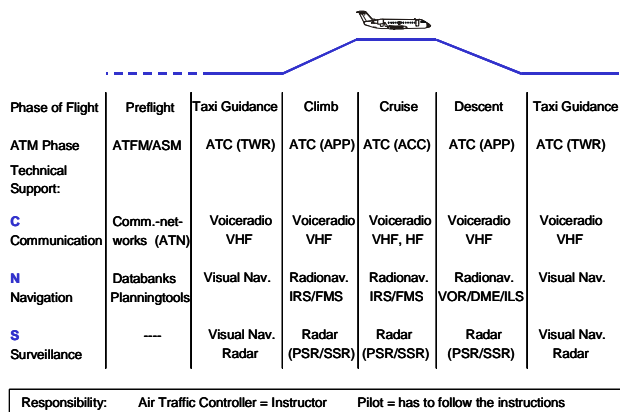 Phase of Flight Preflight Taxi Guidance Climb Cruise Descent Taxi Guidance
ATM Phase ATFM/ASM ATC (TWR) ATC (APP) ATC (ACC) ATC (APP) ATC (TWR)
Technical
Support:
C Comm.-net- Voiceradio Voiceradio Voiceradio Voiceradio Voiceradio
Communication works (ATN) VHF VHF VHF, HF VHF VHF
N Databanks Visual Nav. Radionav. Radionav. Radionav. Visual Nav.
Navigation Planningtools IRS/FMS IRS/FMS VOR/DME/ILS
S ---- Visual Nav. Radar Radar Radar Visual Nav.
Surveillance Radar (PSR/SSR) (PSR/SSR) (PSR/SSR) Radar
Responsibility: Air Traffic Controller = Instructor Pilot = has to follow the instructions